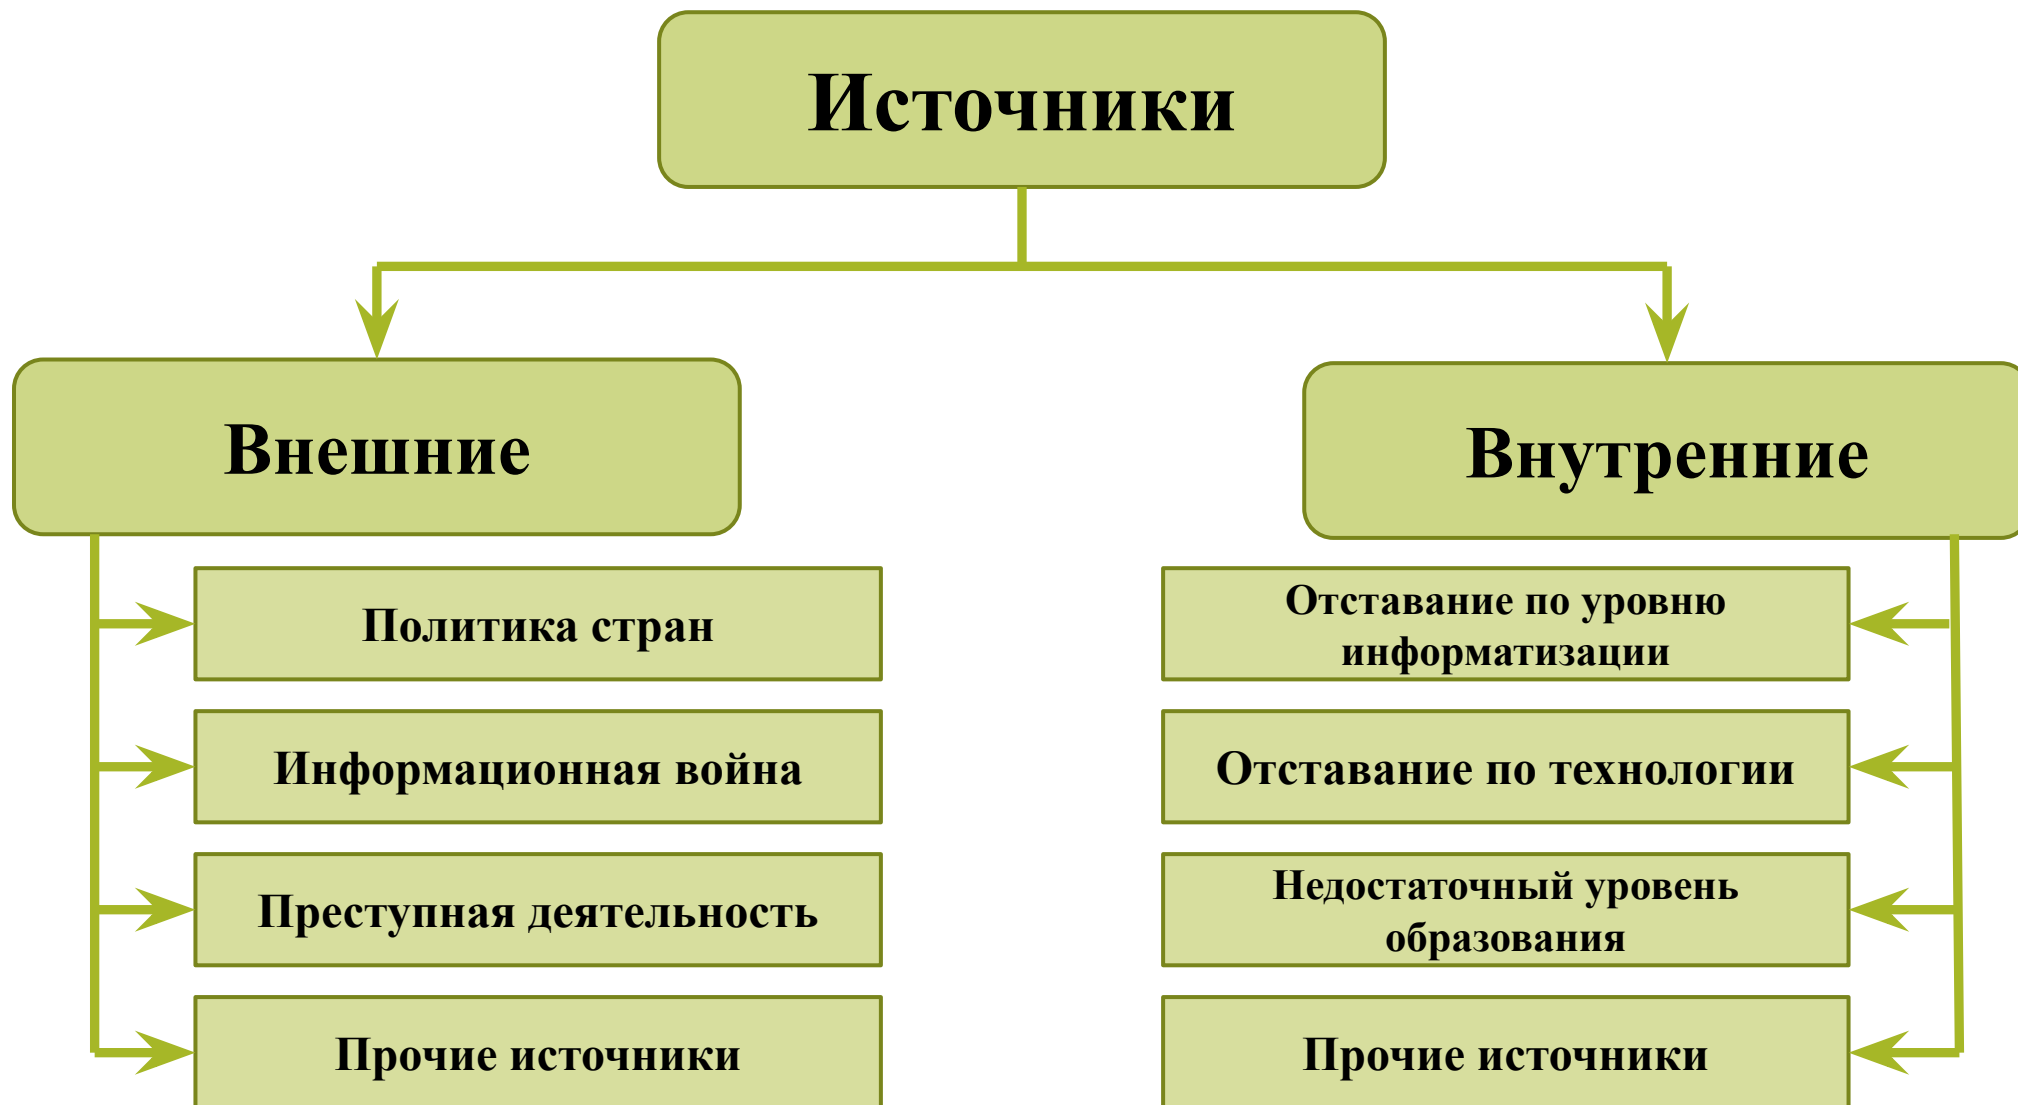 Источники
Внешние
Внутренние
Политика стран
Информационная война
Преступная деятельность
Прочие источники
Отставание по уровню
информатизации
Отставание по технологии
Недостаточный уровень
образования
Прочие источники